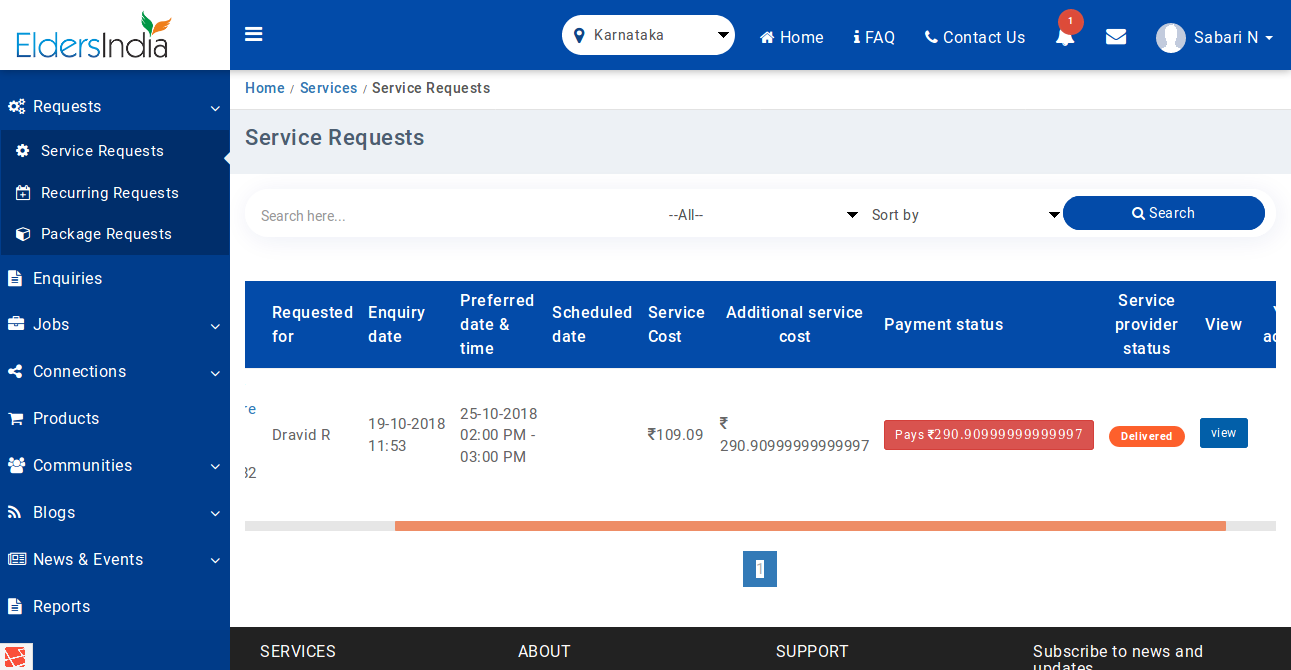 EldersIndia
Karnataka
Home
FAQ
Contact Us
1
Sabari N
Requests
Service Requests
Recurring Requests
Package Requests
Enquiries
Jobs
Connections
Products
Communities
Blogs
News & Events
Reports
Home / Services / Service Requests
Service Requests
Search here...
--All--
Sort by
Search
Requested for
Enquiry date
Preferred date & time
Scheduled date
Service Cost
Additional service cost
Payment status
Service provider status
View
re
32
Dravid R
19-10-2018
11:53
25-10-2018
02:00 PM -
03:00 PM
₹109.09
₹
290.90999999999997
Pays ₹290.90999999999997
Delivered
view
1
SERVICES
ABOUT
SUPPORT
Subscribe to news and
updates